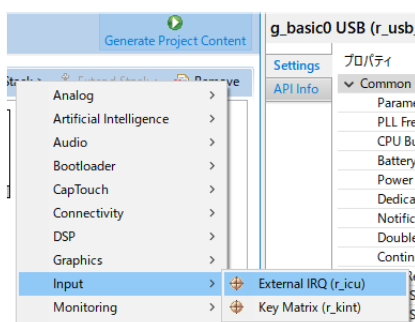 Generate Project Content
Remove
Analog
Artificial Intelligence
Audio
Bootloader
CapTouch
Connectivity
DSP
Graphics
Input
Monitoring
External IRQ (r_icu)
Key Matrix (r_kint)
g_basic0 USB (r_usb
Settings
API Info
プロパティ
Common
Parame
PLL Fre
CPU Bu
Battery
Power
Dedica
Notific
Double
Contin